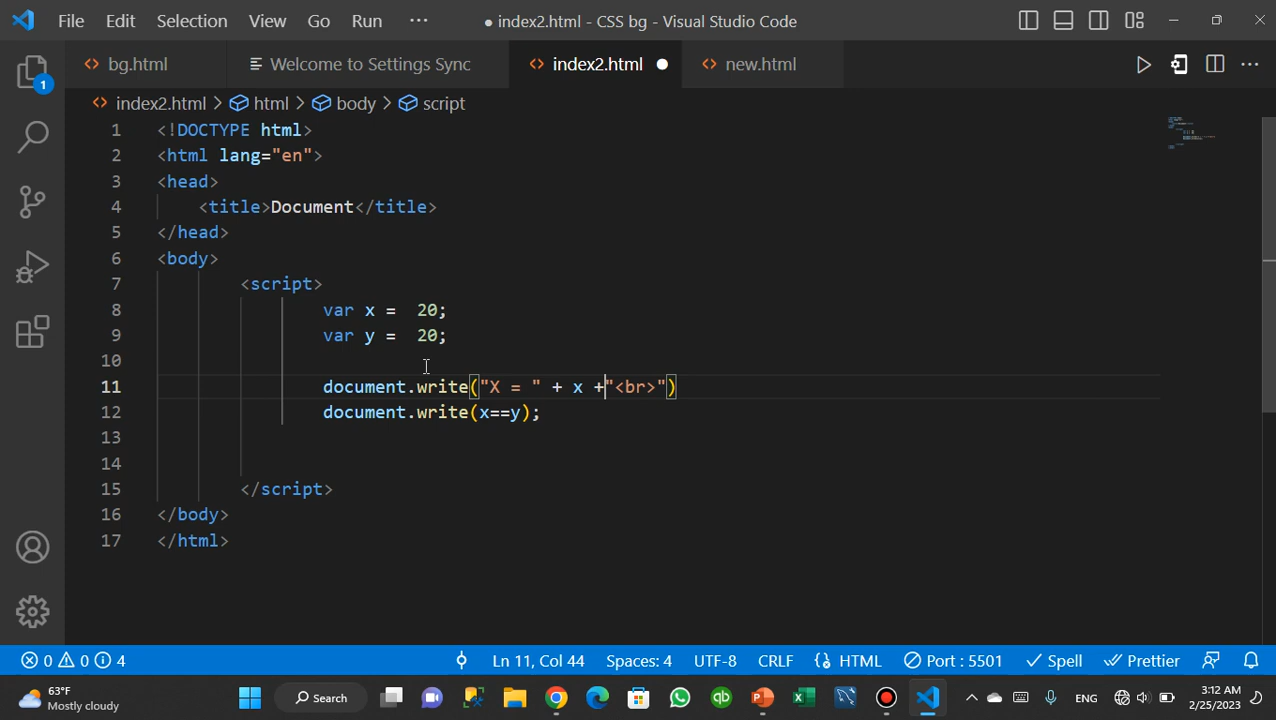 File Edit Selection View Go Run ··· ● index2.html - CSS bg - Visual Studio Code
bg.html Welcome to Settings Sync index2.html new.html
index2.html > html > body > script
1 <!DOCTYPE html>
2 <html lang="en">
3 <head>
4 <title>Document</title>
5 </head>
6 <body>
7 <script>
8 var x = 20;
9 var y = 20;
10
11 document.write("X = " + x +"<br>")
12 document.write(x==y);
13
14
15 </script>
16 </body>
17 </html>
1
0 0 4 Ln 11, Col 44 Spaces: 4 UTF-8 CRLF HTML Port : 5501 Spell Prettier
63°F
Mostly cloudy
Search
ENG
3:12 AM
2/25/2023